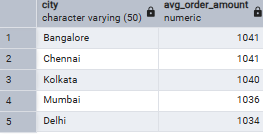 city avg_order_amount
character varying (50) numeric
1 Bangalore 1041
2 Chennai 1041
3 Kolkata 1040
4 Mumbai 1036
5 Delhi 1034